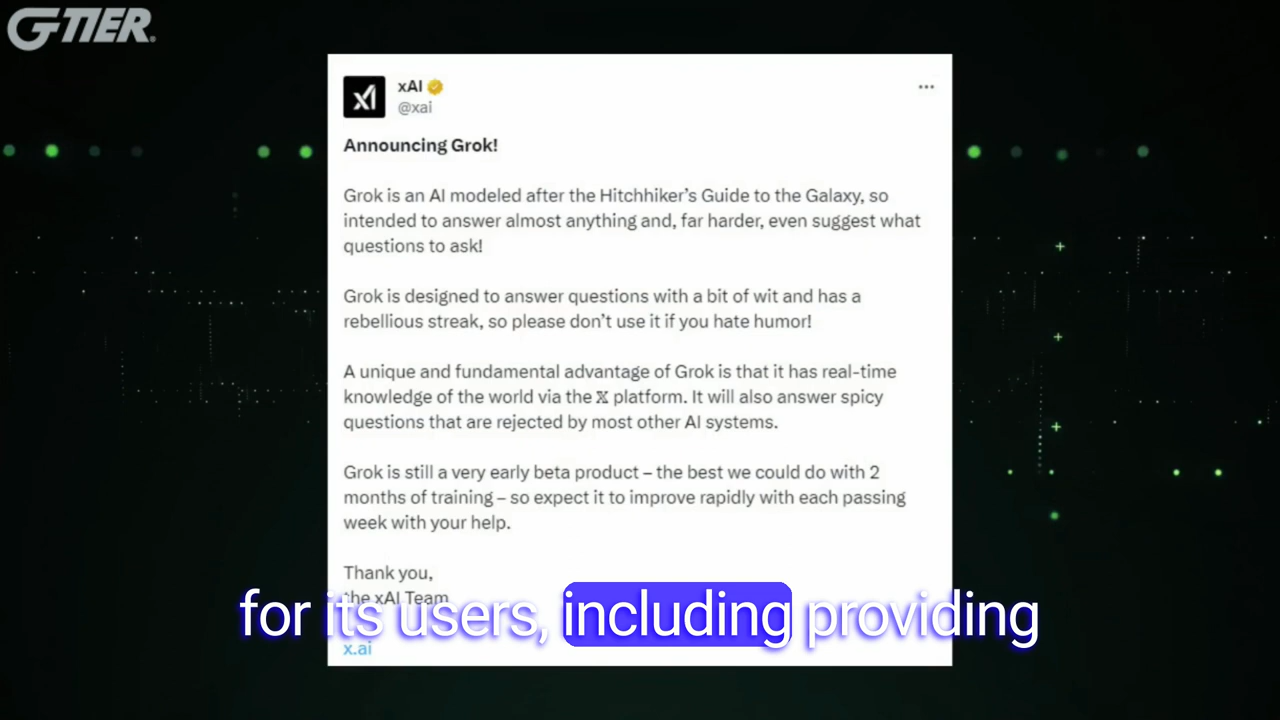 GTIER.
xAI
@xai
Announcing Grok!
Grok is an AI modeled after the Hitchhiker's Guide to the Galaxy, so
intended to answer almost anything and, far harder, even suggest what
questions to ask!
Grok is designed to answer questions with a bit of wit and has a
rebellious streak, so please don't use it if you hate humor!
A unique and fundamental advantage of Grok is that it has real-time
knowledge of the world via the 𝕏 platform. It will also answer spicy
questions that are rejected by most other AI systems.
Grok is still a very early beta product – the best we could do with 2
months of training – so expect it to improve rapidly with each passing
week with your help.
Thank you,
the xAI Team
for its users, including providing
x.ai